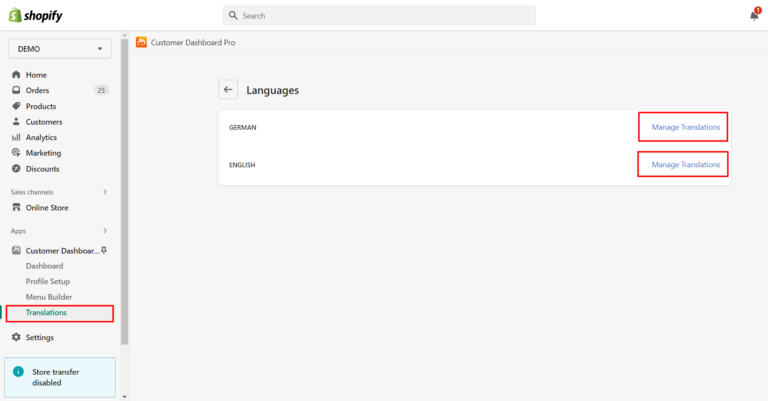 shopify
Search
1
DEMO
Customer Dashboard Pro
Home
Orders 25
Products
Customers
Analytics
Marketing
Discounts
Sales channels
Online Store
Apps
Customer Dashboar...
Dashboard
Profile Setup
Menu Builder
Translations
Settings
Store transfer
disabled
Languages
GERMAN Manage Translations
ENGLISH Manage Translations